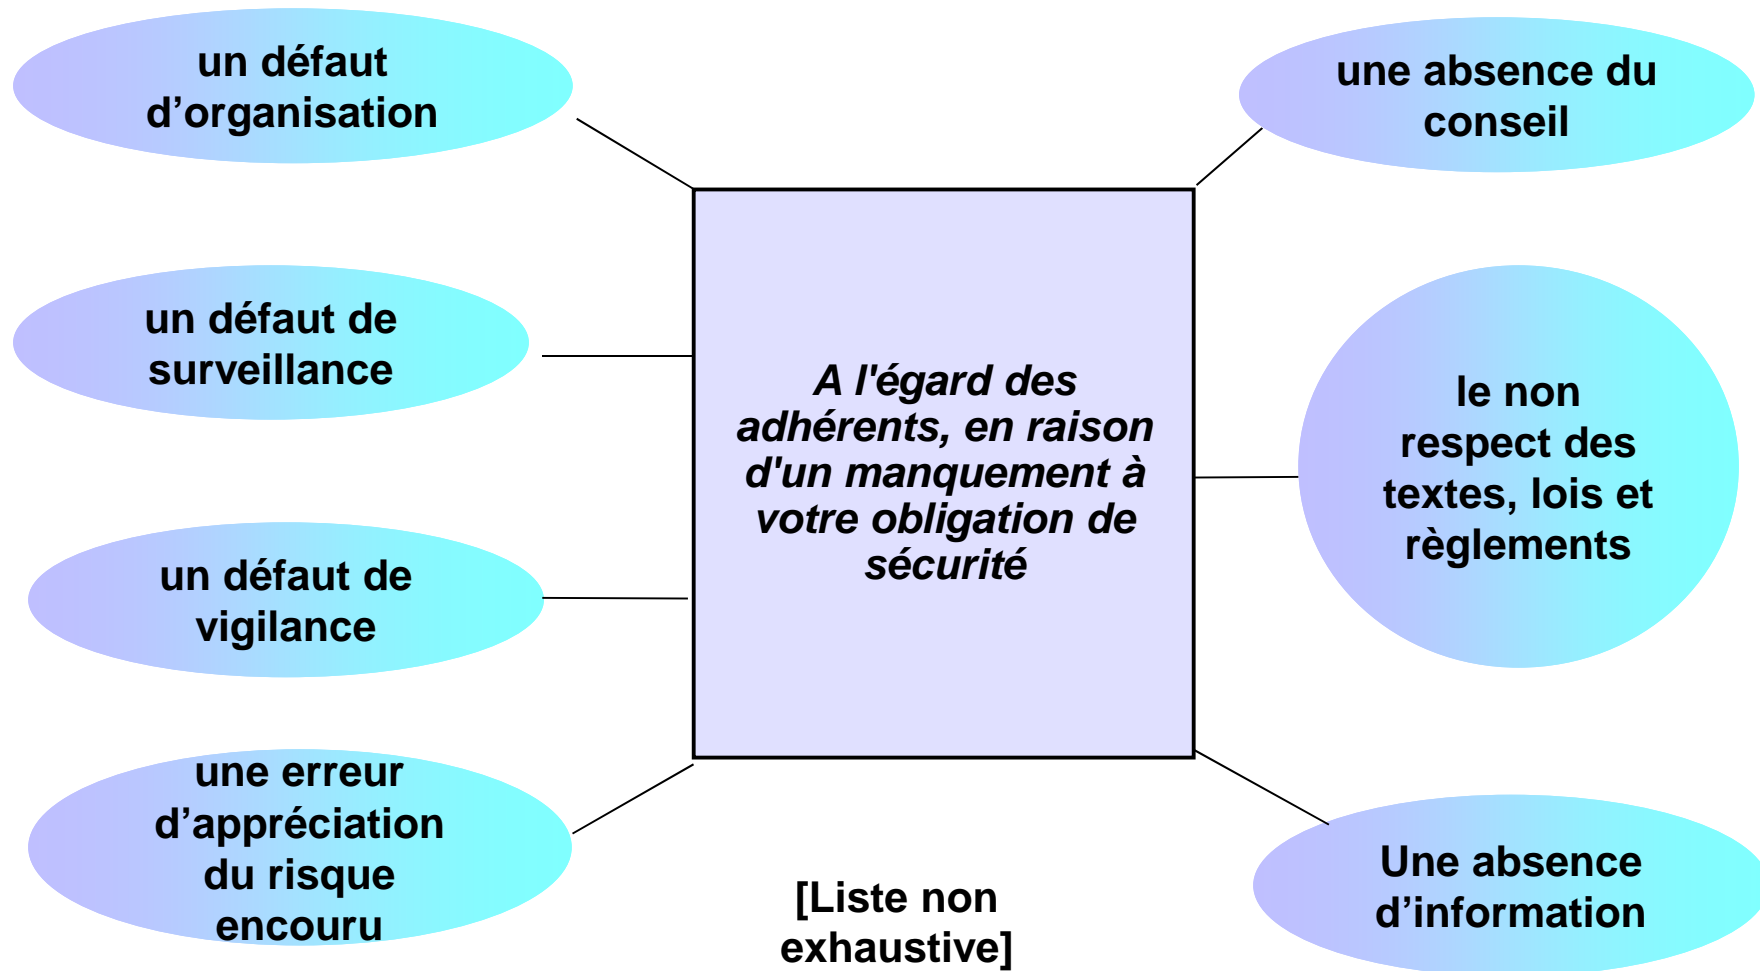 un défaut
d’organisation
une absence du
conseil
un défaut de
surveillance
A l'égard des
adhérents, en raison
d'un manquement à
votre obligation de
sécurité
le non
respect des
textes, lois et
règlements
un défaut de
vigilance
une erreur
d’appréciation
du risque
encouru
[Liste non
exhaustive]
Une absence
d’information